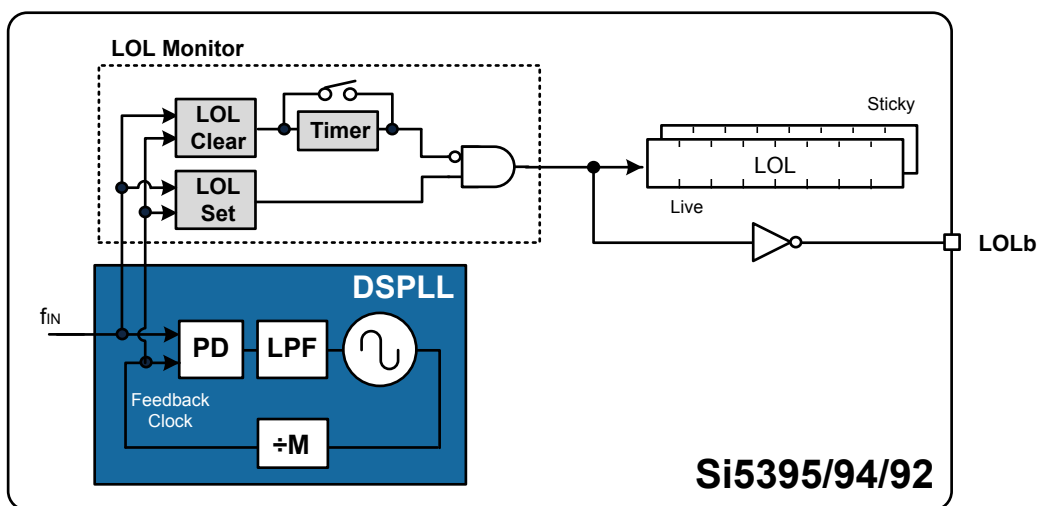 LOL Monitor
LOL
Clear
Timer
LOL
Set
Sticky
LOL
Live
LOLb
DSPLL
fIN
PD
LPF
Feedback
Clock
÷M
Si5395/94/92